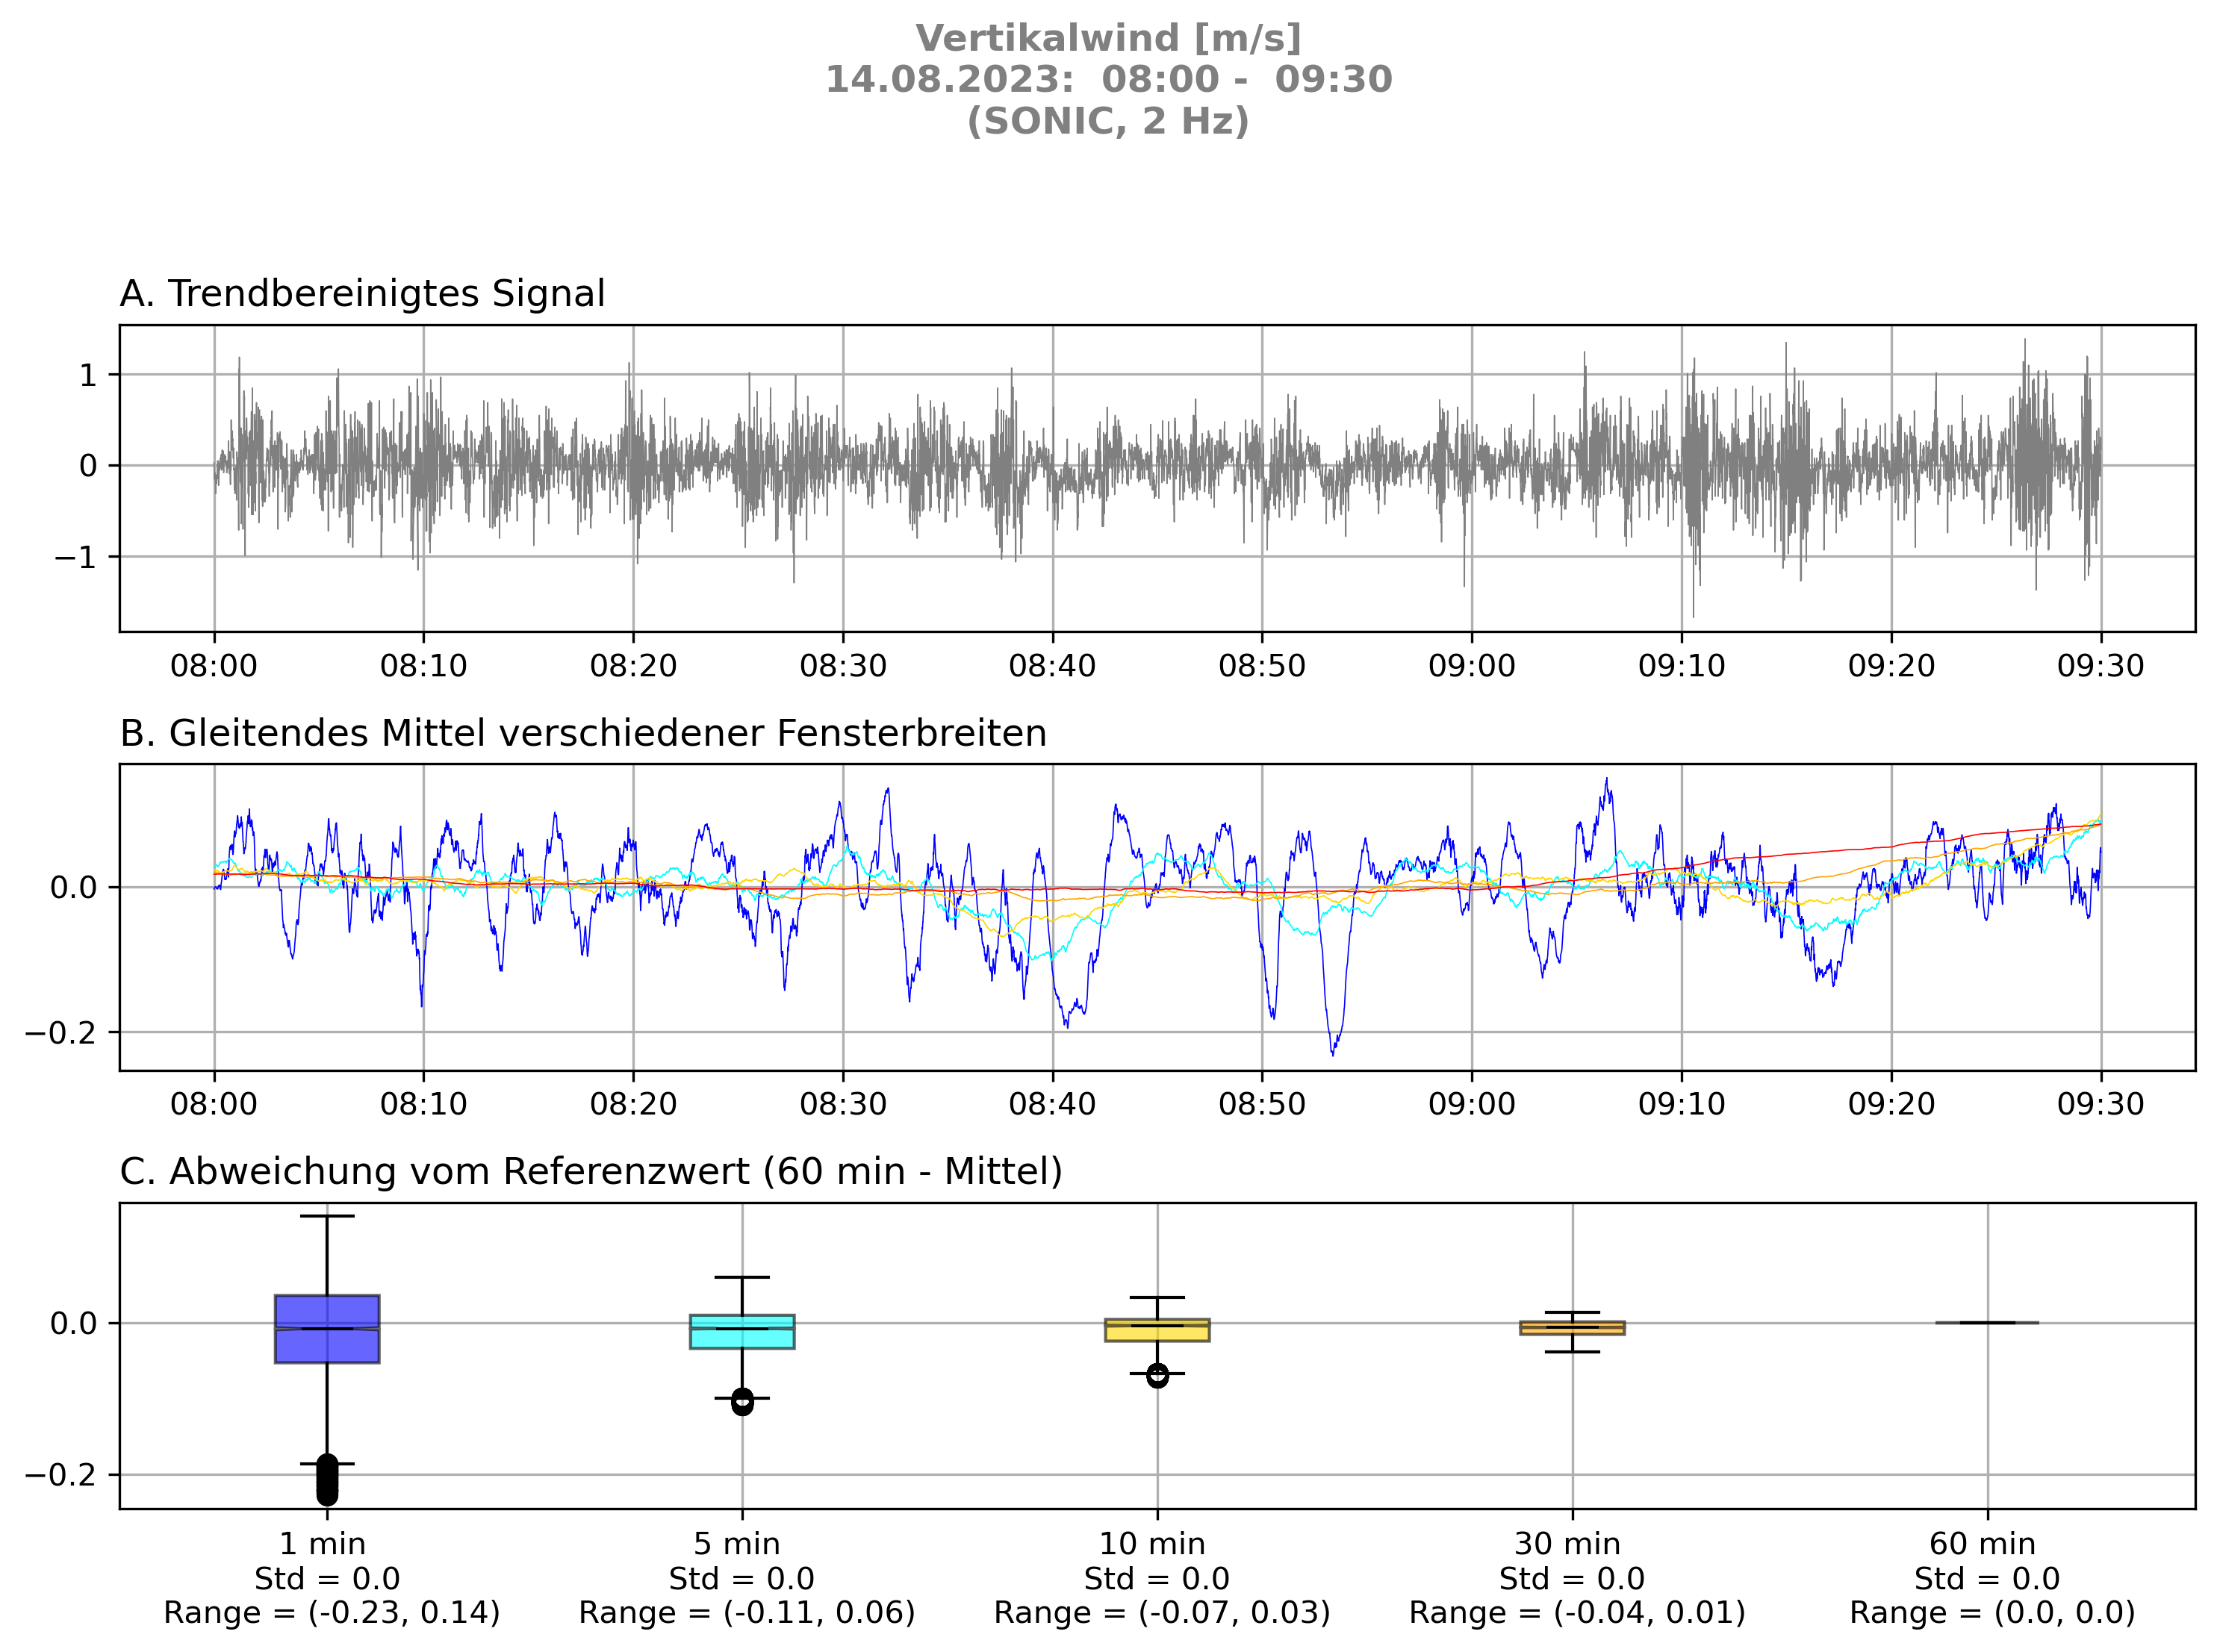 Vertikalwind [m/s]
14.08.2023:  08:00 -  09:30
(SONIC, 2 Hz)
A. Trendbereinigtes Signal
1
0
−1
08:00 08:10 08:20 08:30 08:40 08:50 09:00 09:10 09:20 09:30
B. Gleitendes Mittel verschiedener Fensterbreiten
0.0
−0.2
08:00 08:10 08:20 08:30 08:40 08:50 09:00 09:10 09:20 09:30
C. Abweichung vom Referenzwert (60 min - Mittel)
0.0
−0.2
1 min 5 min 10 min 30 min 60 min
Std = 0.0 Std = 0.0 Std = 0.0 Std = 0.0 Std = 0.0
Range = (-0.23, 0.14) Range = (-0.11, 0.06) Range = (-0.07, 0.03) Range = (-0.04, 0.01) Range = (0.0, 0.0)